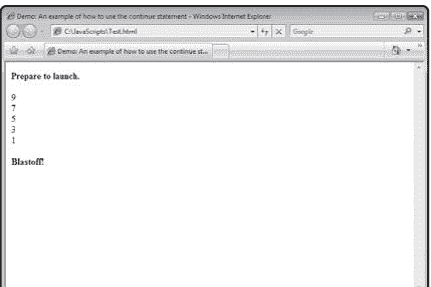 Demo: An example of how to use the continue statement - Windows Internet Explorer
C:\JavaScripts\Test.html
Google
Demo: An example of how to use the continue st...
Prepare to launch.
9
7
5
3
1
Blastoff!